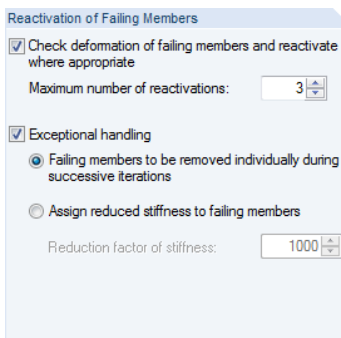 Reactivation of Failing Members
Check deformation of failing members and reactivate
where appropriate
Maximum number of reactivations: 3
Exceptional handling
Failing members to be removed individually during
successive iterations
Assign reduced stiffness to failing members
Reduction factor of stiffness: 1000